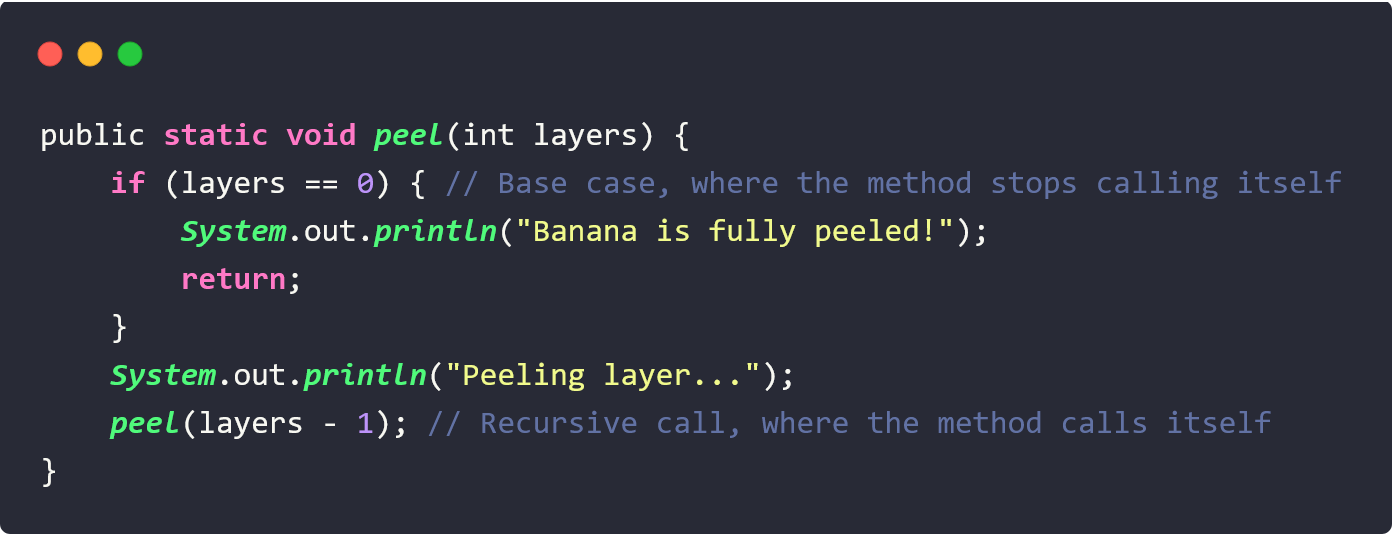 public static void peel(int layers) {
    if (layers == 0) { // Base case, where the method stops calling itself
        System.out.println("Banana is fully peeled!");
        return;
    }
    System.out.println("Peeling layer...");
    peel(layers - 1); // Recursive call, where the method calls itself
}